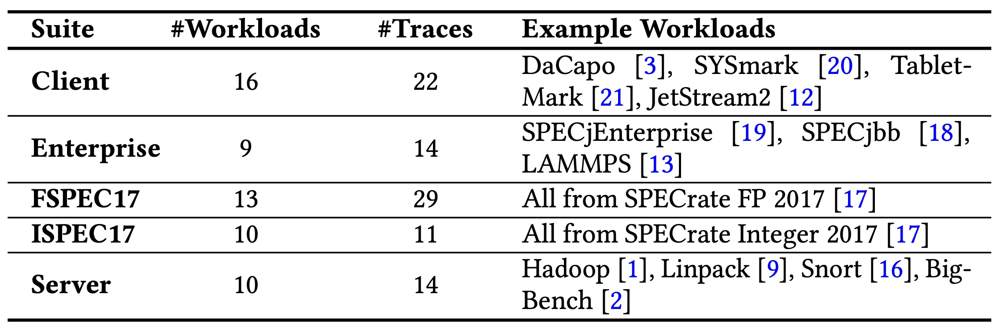 Suite #Workloads #Traces Example Workloads
Client 16 22 DaCapo [3], SYSmark [20], Tablet-
Mark [21], JetStream2 [12]
Enterprise 9 14 SPECjEnterprise [19], SPECjbb [18],
LAMMPS [13]
FSPEC17 13 29 All from SPECrate FP 2017 [17]
ISPEC17 10 11 All from SPECrate Integer 2017 [17]
Server 10 14 Hadoop [1], Linpack [9], Snort [16], Big-
Bench [2]